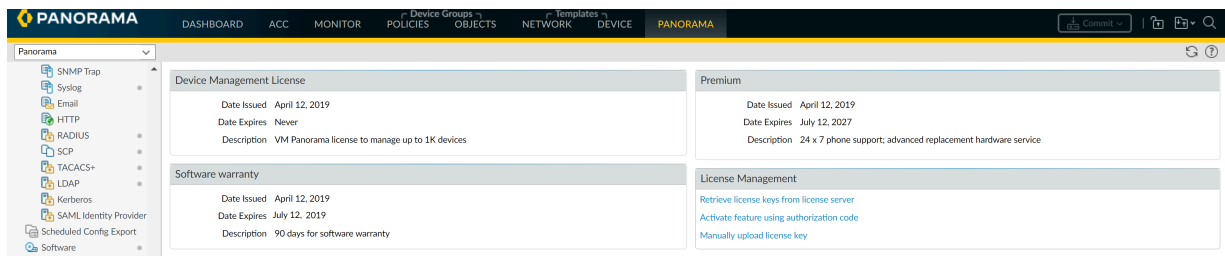 PANORAMA
DASHBOARD ACC MONITOR Device Groups POLICIES OBJECTS Templates NETWORK DEVICE PANORAMA
Commit
Panorama
SNMP Trap
Syslog
Email
HTTP
RADIUS
SCP
TACACS+
LDAP
Kerberos
SAML Identity Provider
Scheduled Config Export
Software
Device Management License
Date Issued April 12, 2019
Date Expires Never
Description VM Panorama license to manage up to 1K devices
Software warranty
Date Issued April 12, 2019
Date Expires July 12, 2019
Description 90 days for software warranty
Premium
Date Issued April 12, 2019
Date Expires July 12, 2027
Description 24 x 7 phone support; advanced replacement hardware service
License Management
Retrieve license keys from license server
Activate feature using authorization code
Manually upload license key